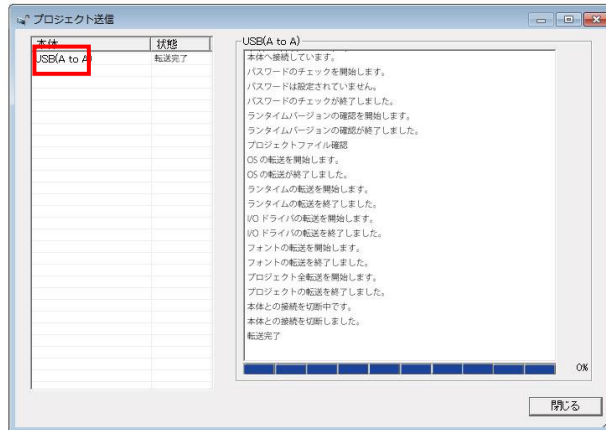 プロジェクト送信
本体
状態
USB(A to A)
転送完了
USB(A to A)
本体へ接続しています。
パスワードのチェックを開始します。
パスワードは設定されていません。
パスワードのチェックが終了しました。
ランタイムバージョンの確認を開始します。
ランタイムバージョンの確認が終了しました。
プロジェクトファイル確認
OS の転送を開始します。
OS の転送が終了しました。
ランタイムの転送を開始します。
ランタイムの転送を終了しました。
I/O ドライバの転送を開始します。
I/O ドライバの転送を終了しました。
フォントの転送を開始します。
フォントの転送を終了しました。
プロジェクト全転送を開始します。
プロジェクトの転送を終了しました。
本体との接続を切断中です。
本体との接続を切断しました。
転送完了
0%
閉じる